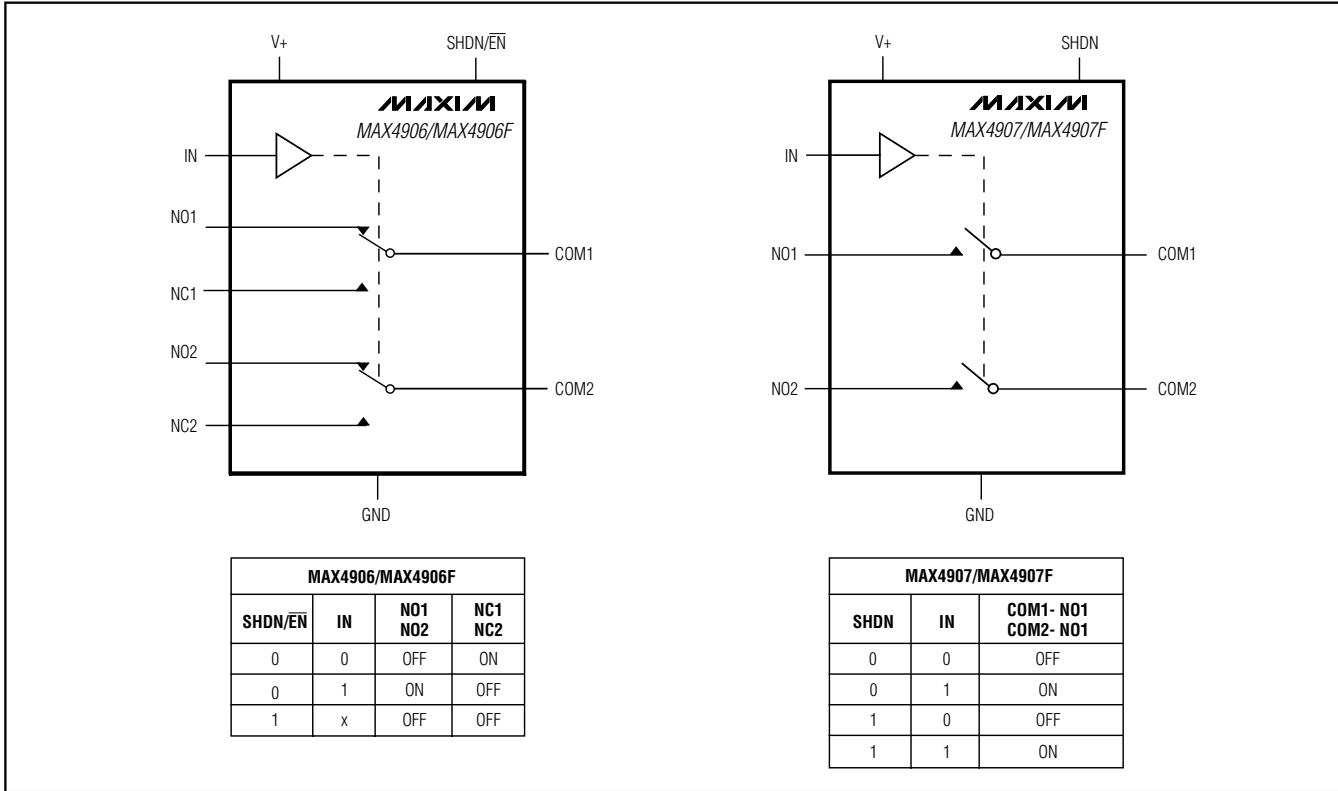 V+
SHDN/EN
MAXIM
MAX4906/MAX4906F
IN
NO1
COM1
NC1
NO2
COM2
NC2
GND
MAX4906/MAX4906F
SHDN/EN IN NO1 NO2 NC1 NC2
0 0 OFF ON
0 1 ON OFF
1 x OFF OFF
V+
SHDN
MAXIM
MAX4907/MAX4907F
IN
NO1
COM1
NO2
COM2
GND
MAX4907/MAX4907F
SHDN IN COM1- NO1 COM2- NO1
0 0 OFF
0 1 ON
1 0 OFF
1 1 ON